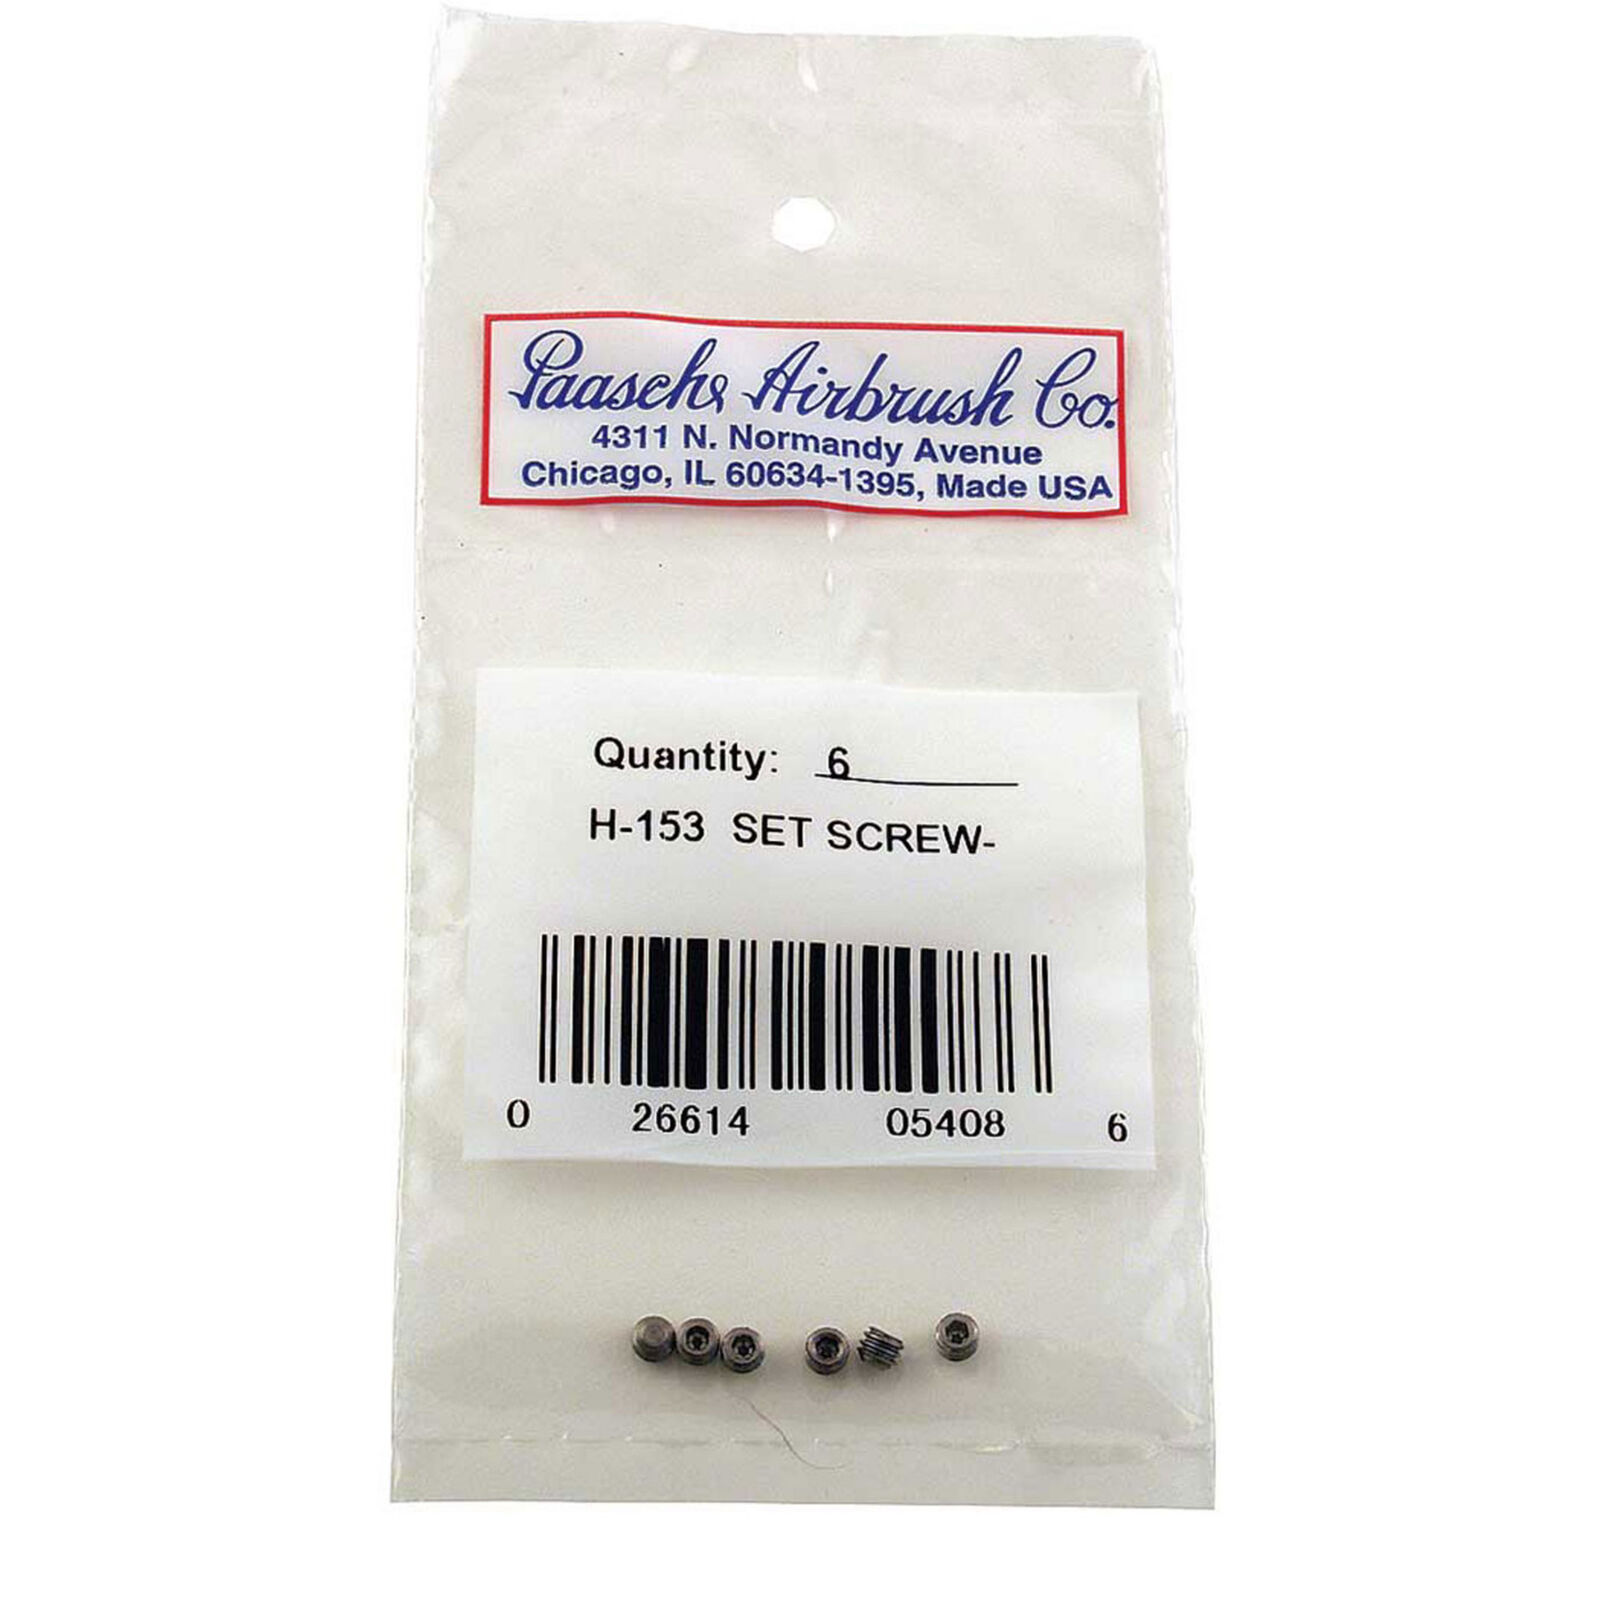 Paasche Airbrush Co.
4311 N. Normandy Avenue
Chicago, IL 60634-1395, Made USA
Quantity: 6
H-153 SET SCREW-
0 26614 05408 6